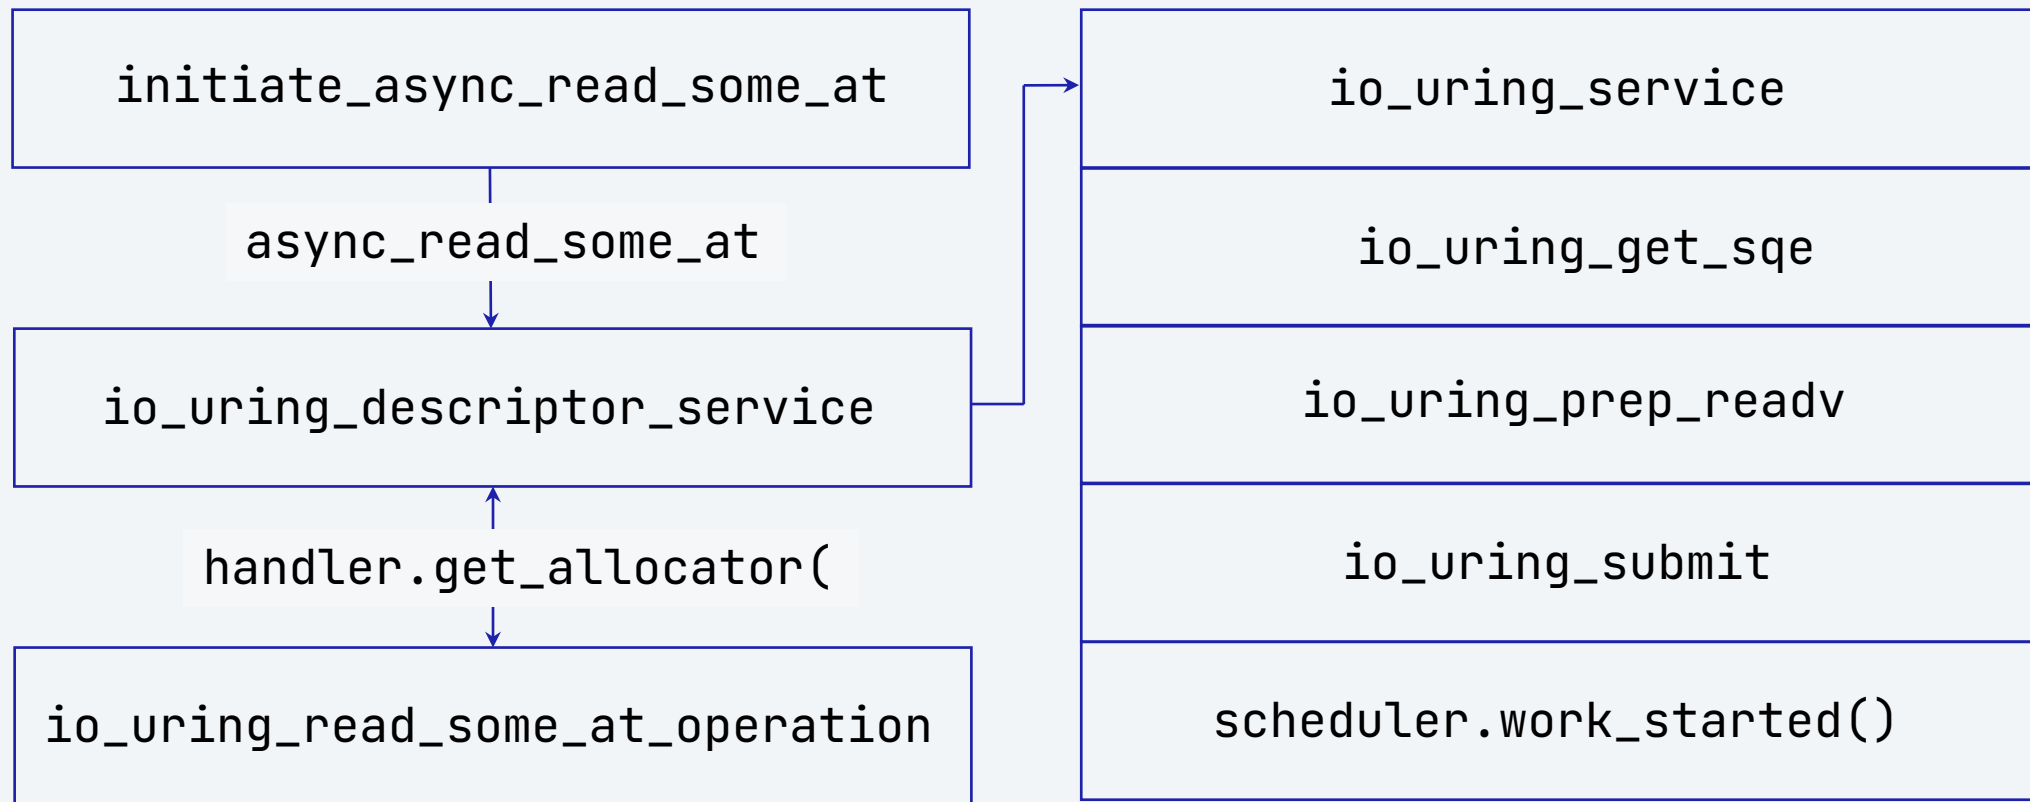 initiate_async_read_some_at
async_read_some_at
io_uring_descriptor_service
handler.get_allocator(
io_uring_read_some_at_operation
io_uring_service
io_uring_get_sqe
io_uring_prep_readv
io_uring_submit
scheduler.work_started()